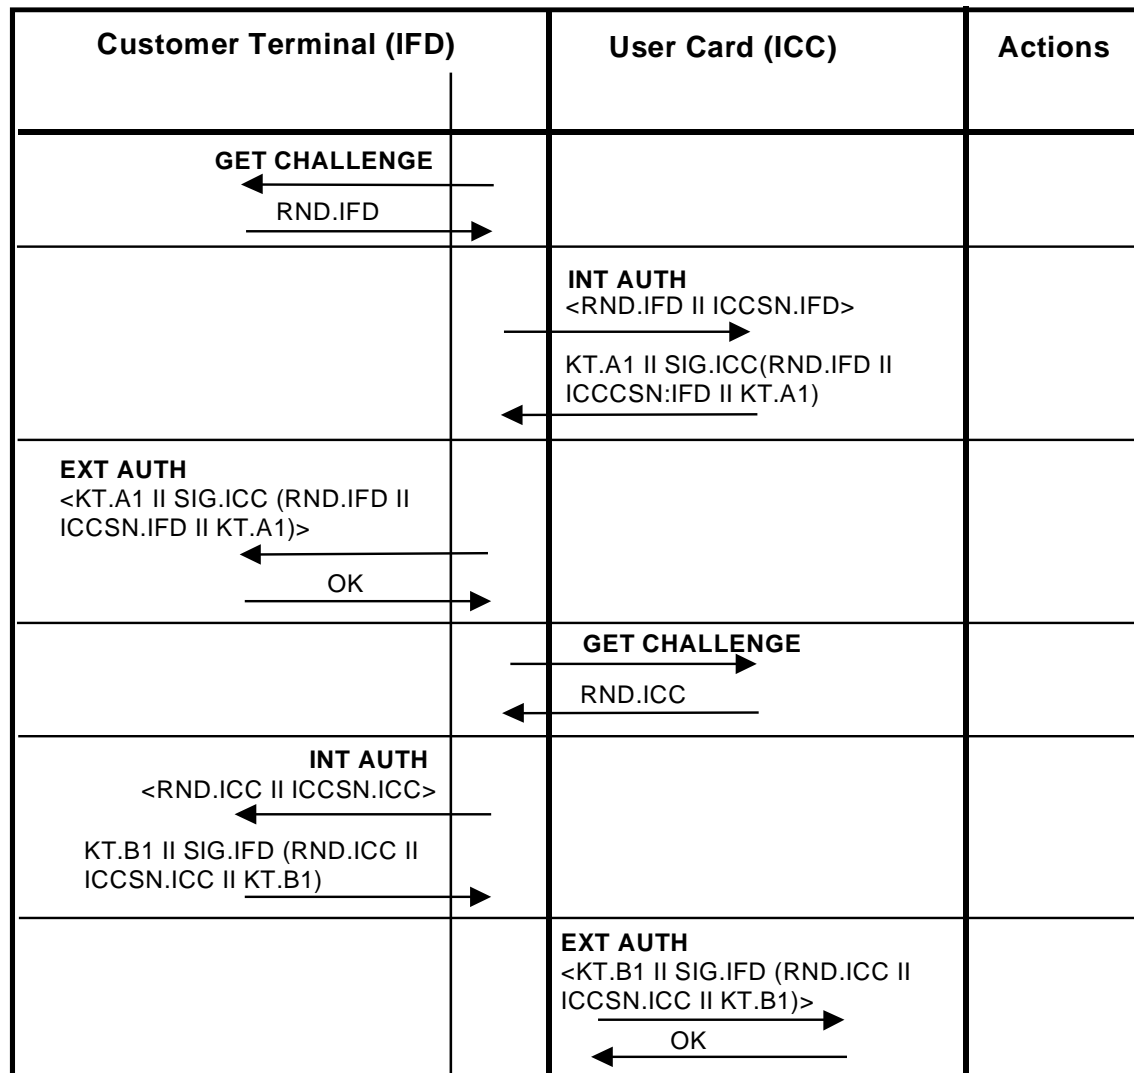 Customer Terminal (IFD)
User Card (ICC)
Actions
GET CHALLENGE
RND.IFD
INT AUTH
<RND.IFD II ICCSN.IFD>
KT.A1 II SIG.ICC(RND.IFD II
ICCCSN:IFD II KT.A1)
EXT AUTH
<KT.A1 II SIG.ICC (RND.IFD II
ICCSN.IFD II KT.A1)>
OK
GET CHALLENGE
RND.ICC
INT AUTH
<RND.ICC II ICCSN.ICC>
KT.B1 II SIG.IFD (RND.ICC II
ICCSN.ICC II KT.B1)
EXT AUTH
<KT.B1 II SIG.IFD (RND.ICC II
ICCSN.ICC II KT.B1)>
OK